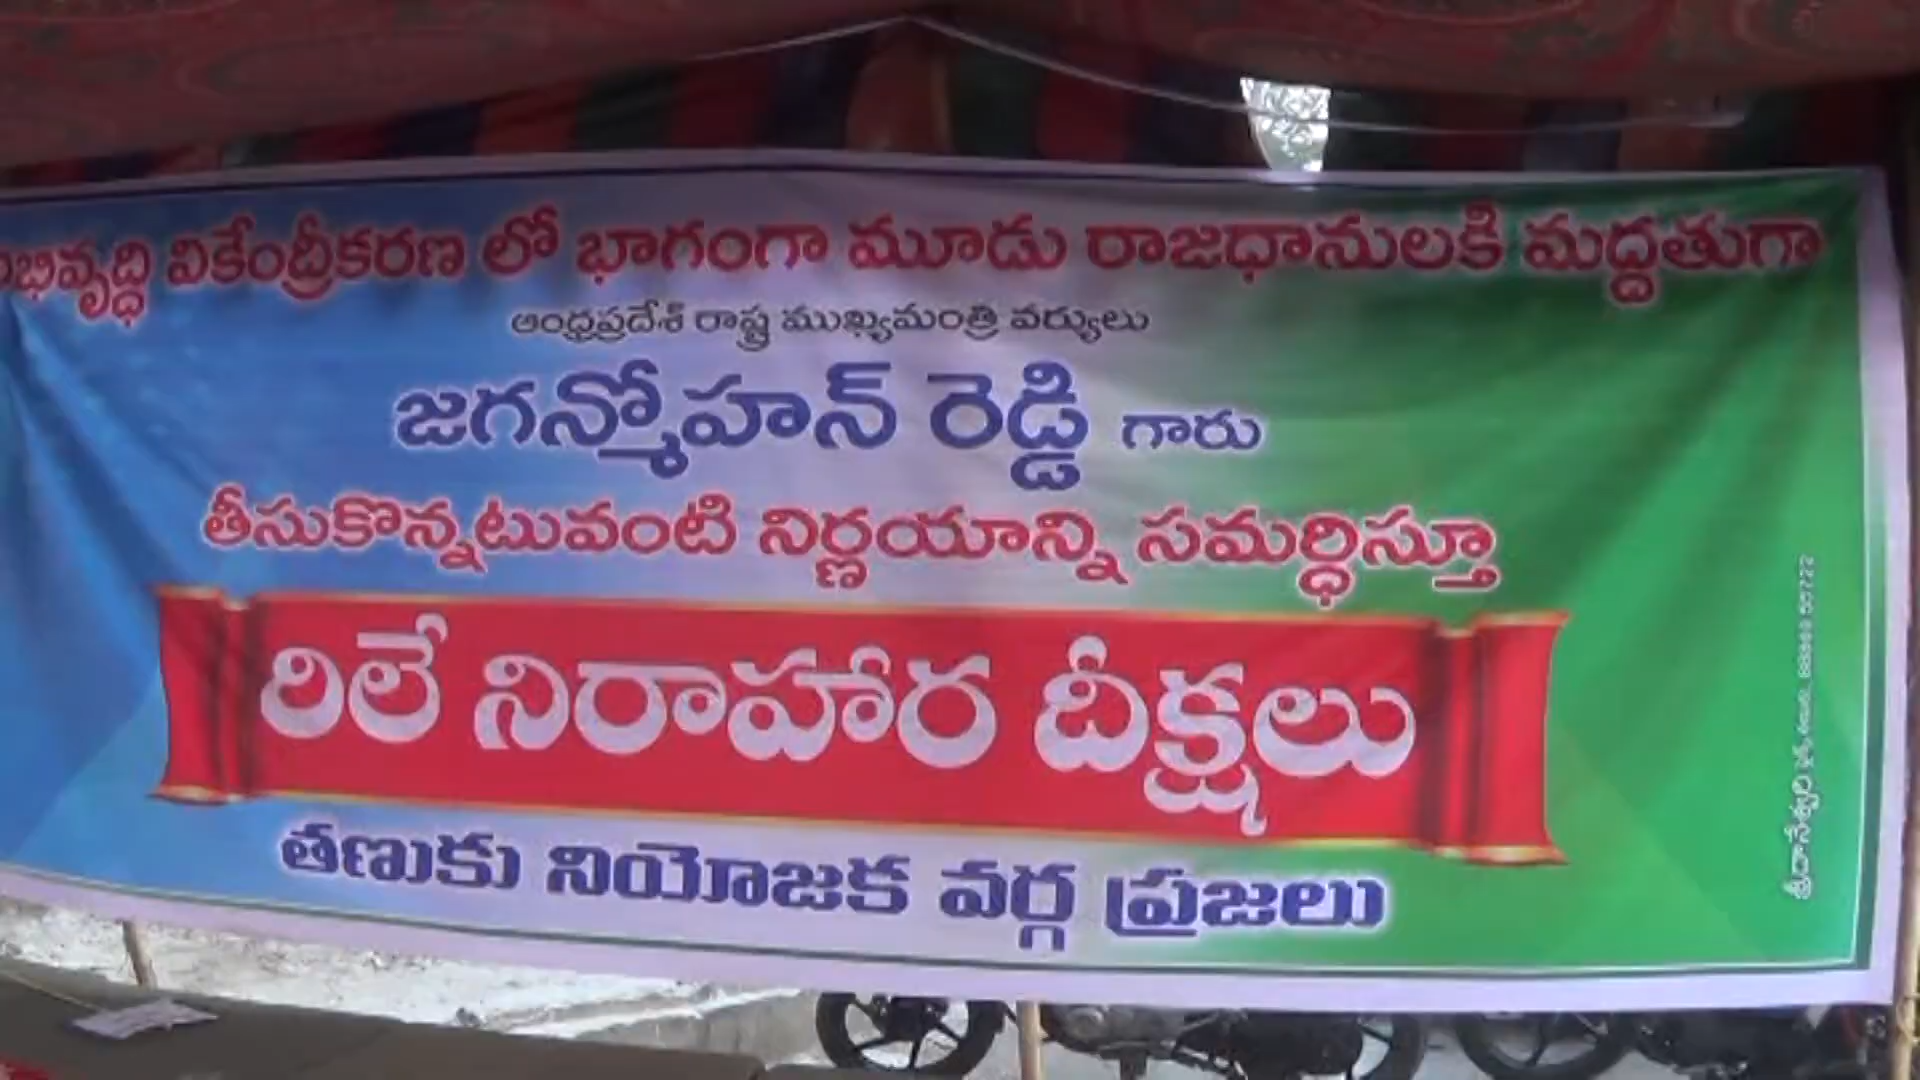 అభివృద్ధి వికేంద్రీకరణ లో భాగంగా మూడు రాజధానులకి మద్దతుగా
ఆంధ్రప్రదేశ్ రాష్ట్ర ముఖ్యమంత్రి వర్యులు
జగన్మోహన్ రెడ్డి గారు
తీసుకొన్నటువంటి నిర్ణయాన్ని సమర్ధిస్తూ
రిలే నిరాహార దీక్షలు
తణుకు నియోజక వర్గ ప్రజలు